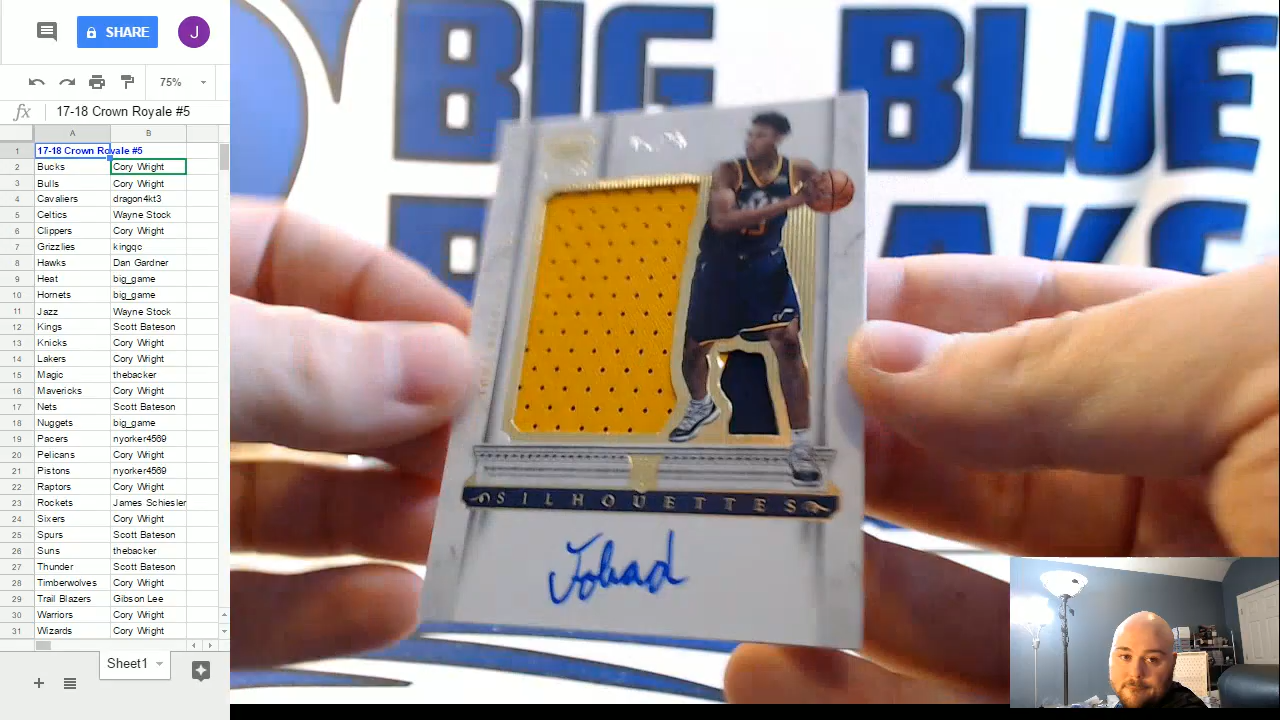 SHARE
J
75%
fx
17-18 Crown Royale #5
A B
1 17-18 Crown Royale #5
2 Bucks Cory Wright
3 Bulls Cory Wright
4 Cavaliers dragon4kt3
5 Celtics Wayne Stock
6 Clippers Cory Wright
7 Grizzlies kingqc
8 Hawks Dan Gardner
9 Heat big_game
10 Hornets big_game
11 Jazz Wayne Stock
12 Kings Scott Bateson
13 Knicks Cory Wright
14 Lakers Cory Wright
15 Magic thebacker
16 Mavericks Cory Wright
17 Nets Scott Bateson
18 Nuggets big_game
19 Pacers nyorker4569
20 Pelicans Cory Wright
21 Pistons nyorker4569
22 Raptors Cory Wright
23 Rockets James Schiesler
24 Sixers Cory Wright
25 Spurs Scott Bateson
26 Suns thebacker
27 Thunder Scott Bateson
28 Timberwolves Cory Wright
29 Trail Blazers Gibson Lee
30 Warriors Cory Wright
31 Wizards Cory Wright
Sheet1
BIG BLUE
SILHOUETTES